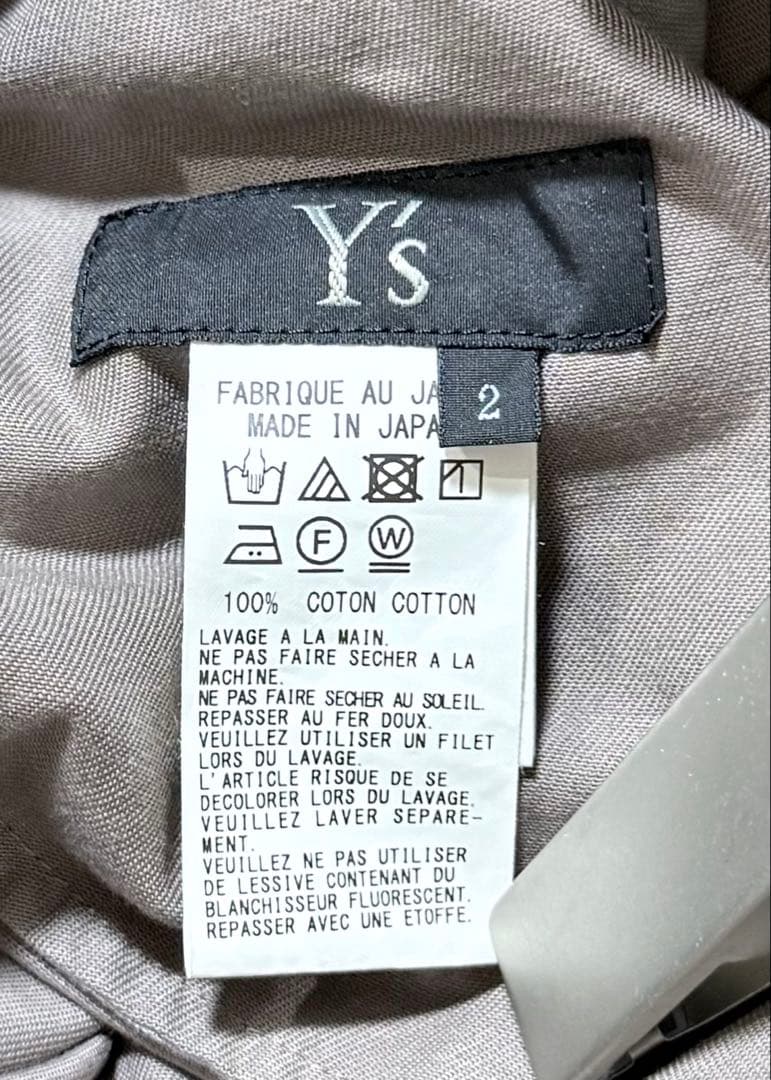 Y's
2
FABRIQUE AU JA
MADE IN JAPA
F W
100% COTON COTTON
LAVAGE A LA MAIN.
NE PAS FAIRE SECHER A LA
MACHINE.
NE PAS FAIRE SECHER AU SOLEIL.
REPASSER AU FER DOUX.
VEUILLEZ UTILISER UN FILET
LORS DU LAVAGE.
L'ARTICLE RISQUE DE SE
DECOLORER LORS DU LAVAGE.
VEUILLEZ LAVER SEPARE-
MENT.
VEUILLEZ NE PAS UTILISER
DE LESSIVE CONTENANT DU
BLANCHISSEUR FLUORESCENT.
REPASSER AVEC UNE ETOFFE.